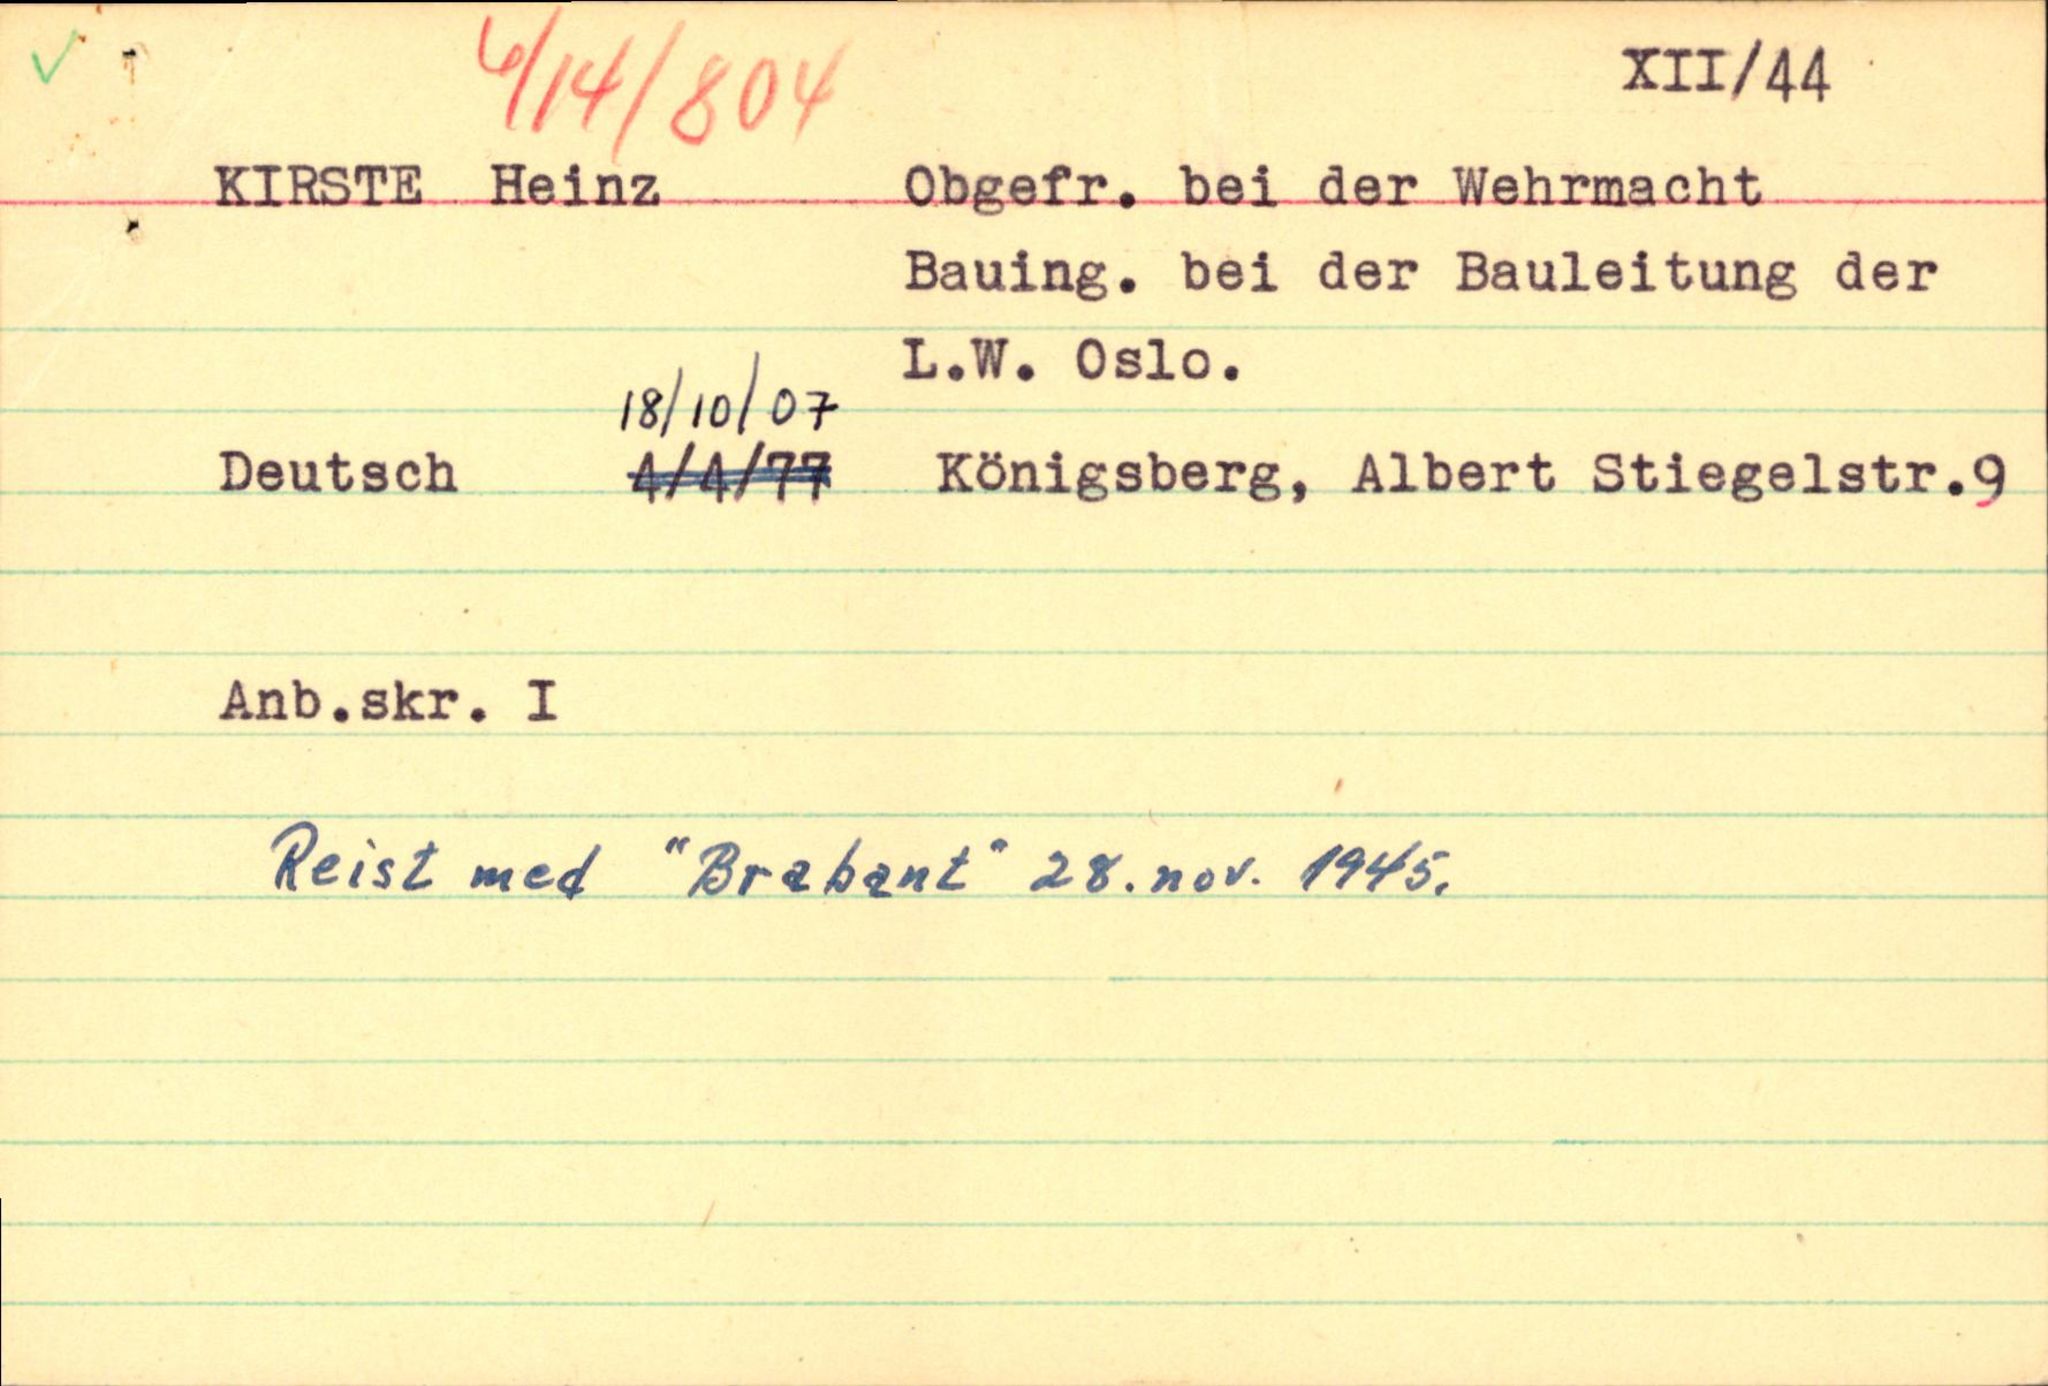 6/14/804
XII/44
KIRSTE Heinz Obgefr. bei der Wehrmacht
Bauing. bei der Bauleitung der
L.W. Oslo.
18/10/07
Deutsch 4/4/77 Königsberg, Albert Stiegelstr.9
Anb.skr. I
Reist med "Brabant" 28. nov. 1945.